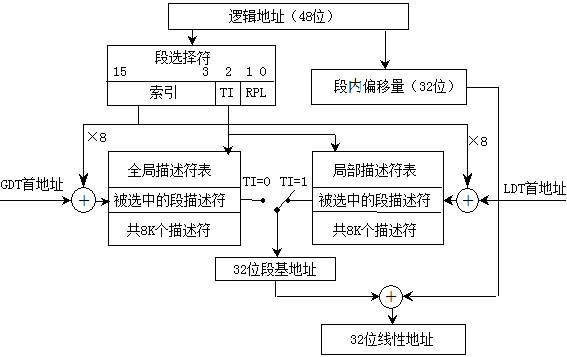 逻辑地址（48位）
段选择符
15 3 2 1 0
索引 TI RPL
段内偏移量（32位）
×8
×8
全局描述符表
局部描述符表
GDT首地址
TI=0
TI=1
LDT首地址
+
被选中的段描述符
被选中的段描述符
+
共8K个描述符
共8K个描述符
32位段基地址
+
32位线性地址